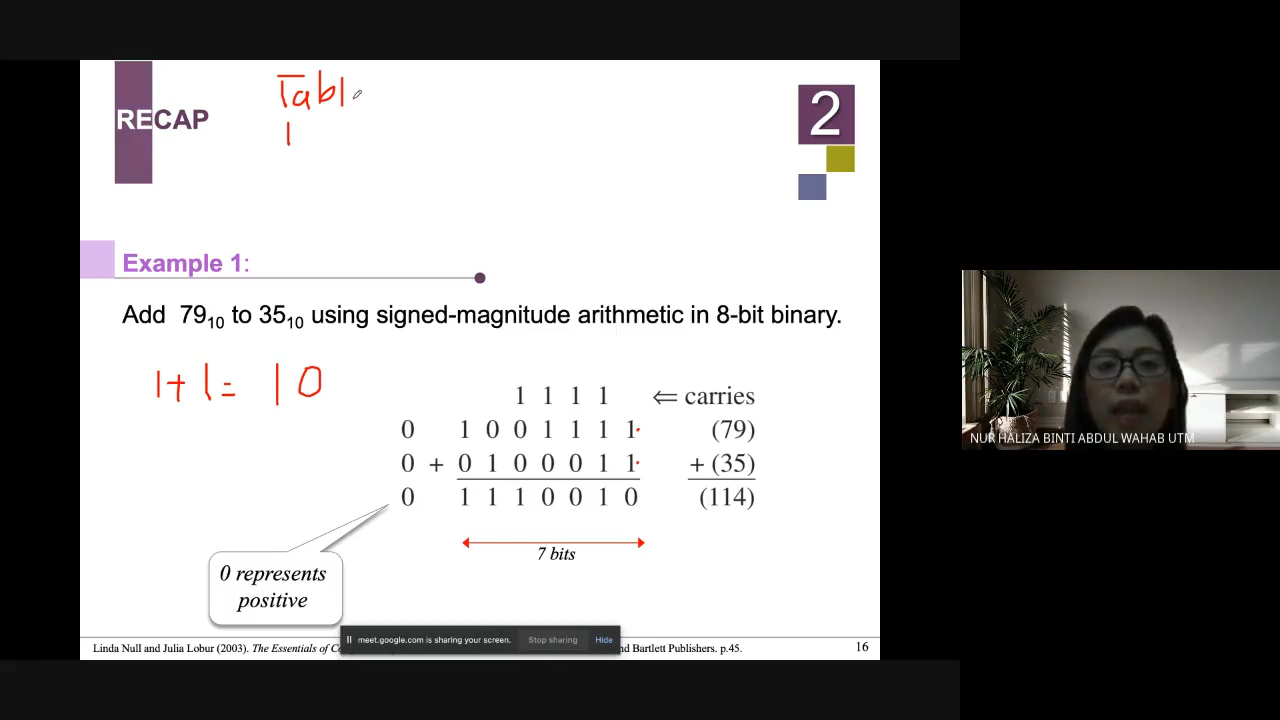 Tabl
1
RECAP
2
Example 1:
Add 79₁₀ to 35₁₀ using signed-magnitude arithmetic in 8-bit binary.
1+1= 10
1 1 1 1 ⇐ carries
0 1 0 0 1 1 1 1 (79)
0 + 0 1 0 0 0 1 1 + (35)
0 1 1 1 0 0 1 0 (114)
7 bits
0 represents
positive
meet.google.com is sharing your screen. Stop sharing Hide
Linda Null and Julia Lobur (2003). The Essentials of Co nd Bartlett Publishers. p.45.
16
NUR HALIZA BINTI ABDUL WAHAB UTM